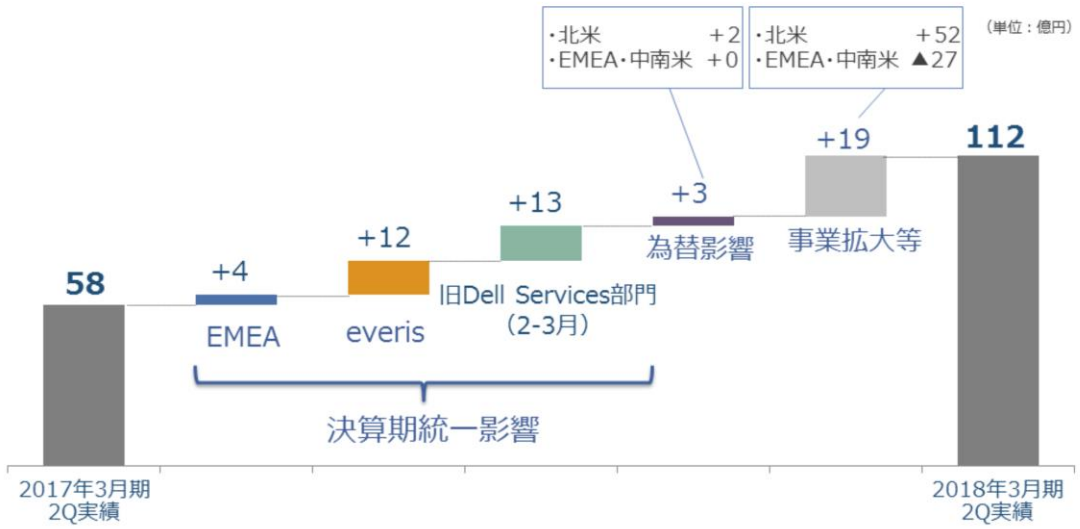 (単位：億円)
・北米 +2
・EMEA・中南米 +0
・北米 +52
・EMEA・中南米 ▲27
58
+4
EMEA
+12
everis
+13
旧Dell Services部門
（2-3月）
+3
為替影響
+19
事業拡大等
112
決算期統一影響
2017年3月期
2Q実績
2018年3月期
2Q実績